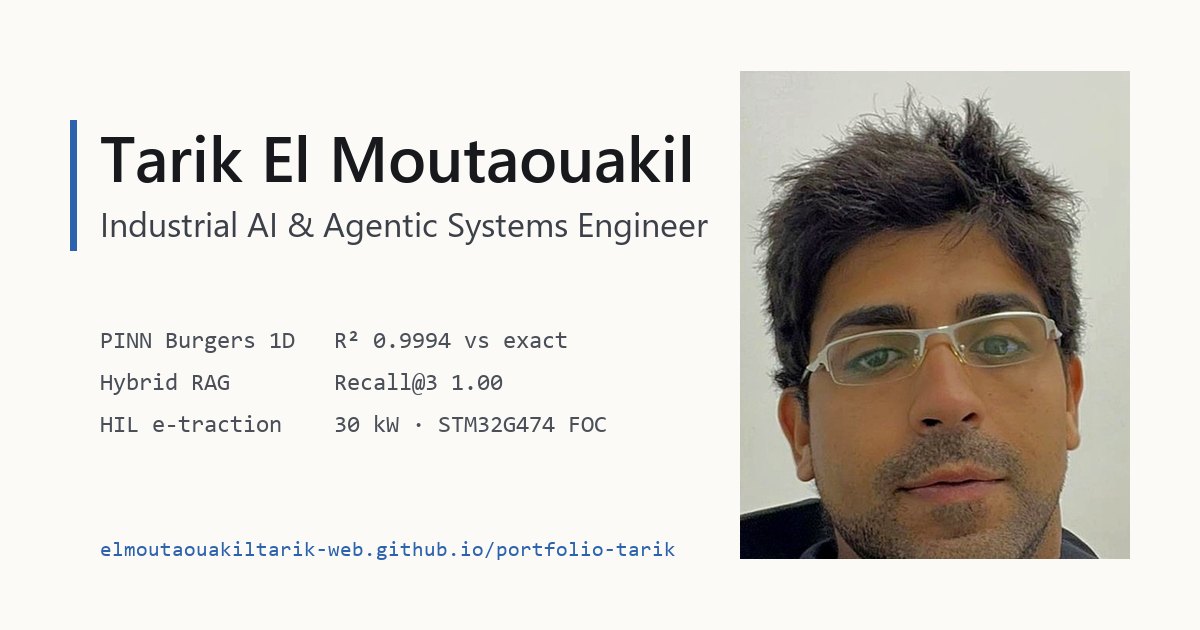 Tarik El Moutaouakil
Industrial AI & Agentic Systems Engineer
PINN Burgers 1D R² 0.9994 vs exact
Hybrid RAG Recall@3 1.00
HIL e-traction 30 kW · STM32G474 FOC
elmoutaouakiltarik-web.github.io/portfolio-tarik